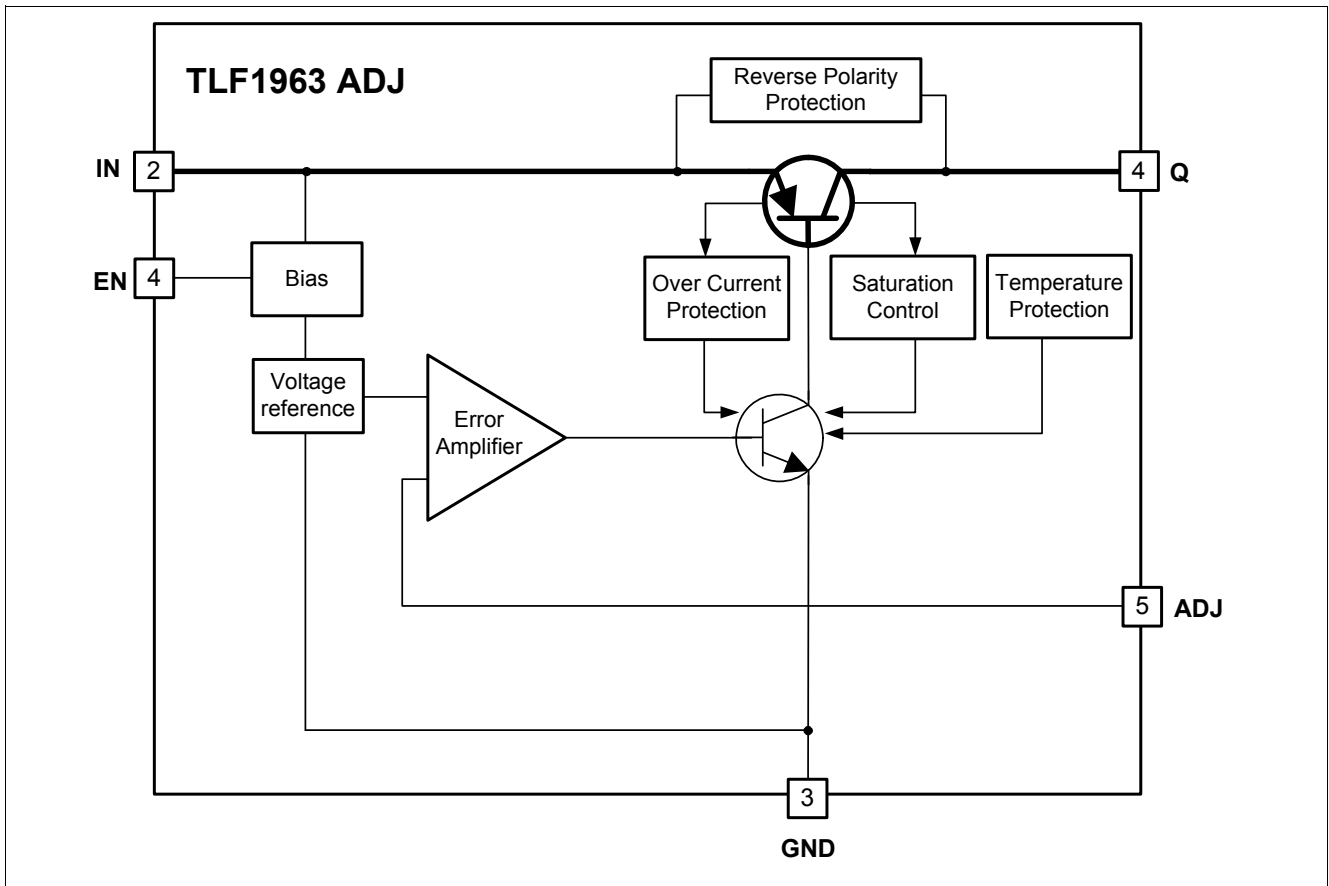 TLF1963 ADJ
Reverse Polarity
Protection
IN
2
4
Q
EN
4
Bias
Over Current
Protection
Saturation
Control
Temperature
Protection
Voltage
reference
Error
Amplifier
5
ADJ
3
GND